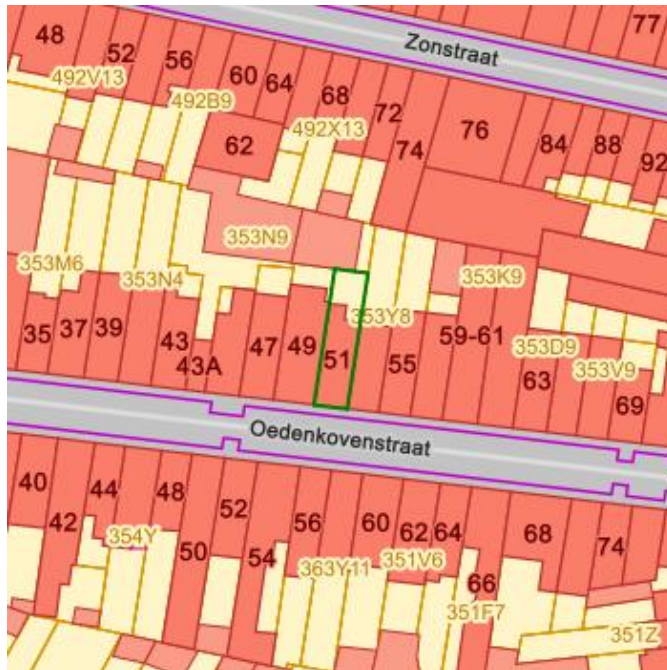 77
Zonstraat
48
52
56
60
64
68
72
76
84
88
92
492V13
492B9
492X13
62
74
353N9
353M6
353N4
353K9
353Y8
35
37
39
43
43A
47
49
51
55
59-61
353D9
63
353V9
69
Oedenkovenstraat
40
42
44
48
50
52
54
56
60
62
64
66
68
74
354Y
363Y11
351V6
351F7
351Z